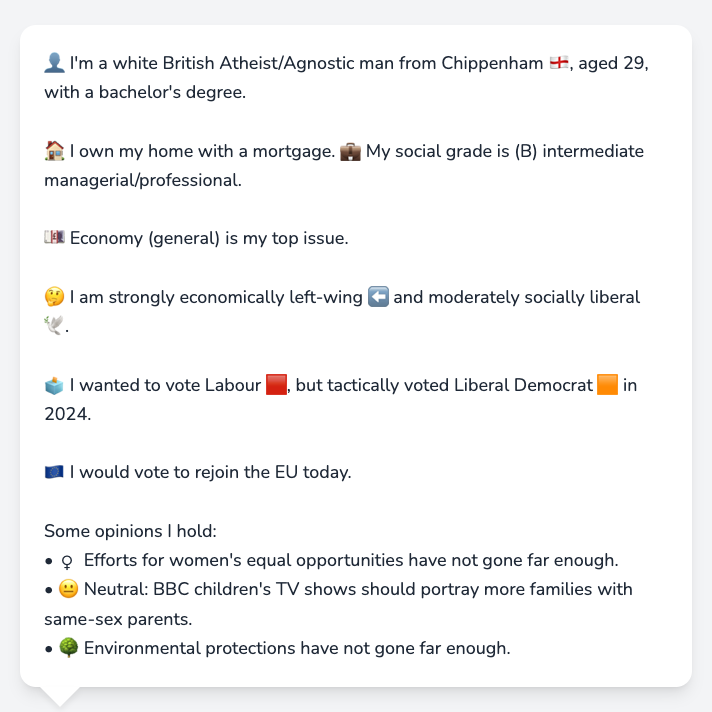 👤 I'm a white British Atheist/Agnostic man from Chippenham 🏴󠁧󠁢󠁥󠁮󠁧󠁿, aged 29,
with a bachelor's degree.
🏠 I own my home with a mortgage. 💼 My social grade is (B) intermediate
managerial/professional.
💷 Economy (general) is my top issue.
🤔 I am strongly economically left-wing ⬅️ and moderately socially liberal
🕊️.
🗳️ I wanted to vote Labour 🟥, but tactically voted Liberal Democrat 🟧 in
2024.
🇪🇺 I would vote to rejoin the EU today.
Some opinions I hold:
• ♀ Efforts for women's equal opportunities have not gone far enough.
• 😐 Neutral: BBC children's TV shows should portray more families with
same-sex parents.
• 🌳 Environmental protections have not gone far enough.